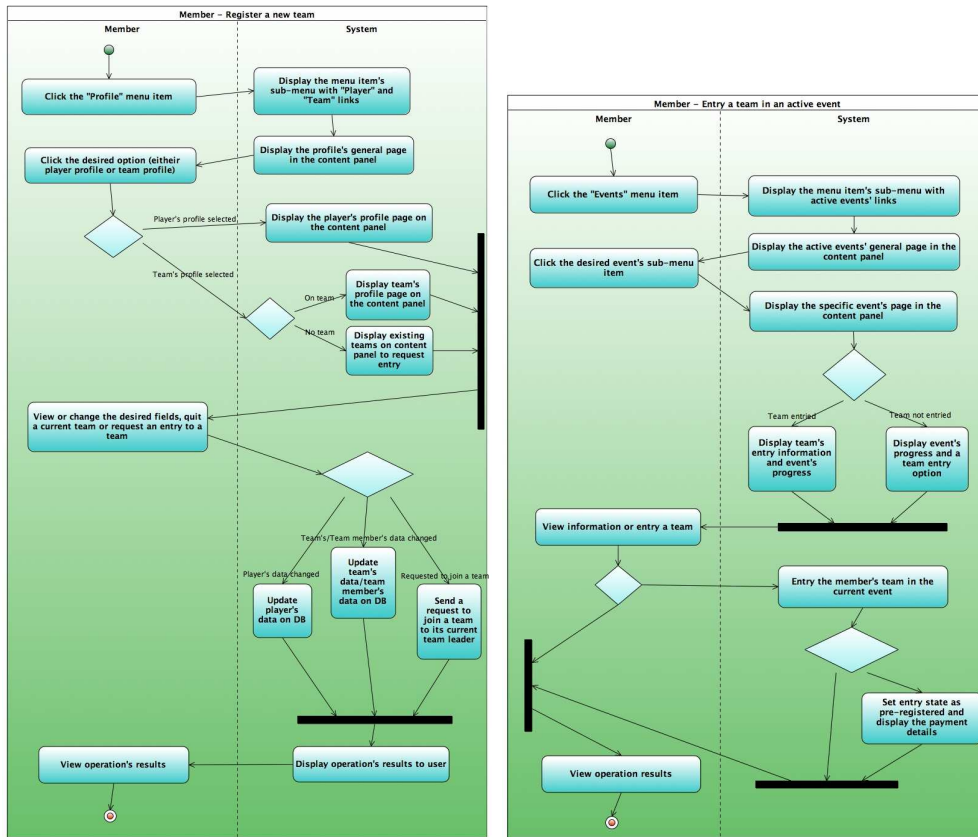 Member - Register a new team
Member
System
Click the "Profile" menu item
Display the menu item's
sub-menu with "Player" and
"Team" links
Display the profile's general page
in the content panel
Click the desired option (eitheir
player profile or team profile)
Player's profile selected
Display the player's profile page on
the content panel
Team's profile selected
On team
Display team's
profile page on
the content panel
No team
Display existing
teams on content
panel to request
entry
View or change the desired fields, quit
a current team or request an entry to a
team
Team's/Team member's data changed
Player's data changed
Requested to join a team
Update
player's
data on DB
Update
team's
data/team
member's
data on DB
Send a
request to
join a team
to its current
team leader
Display operation's results to user
View operation's results
Member - Entry a team in an active event
Member
System
Click the "Events" menu item
Display the menu item's sub-menu with
active events' links
Display the active events' general page in the
content panel
Click the desired event's sub-menu
item
Display the specific event's page in the
content panel
Team entried
Team not entried
Display team's
entry information
and event's
progress
Display event's
progress and a
team entry
option
View information or entry a team
Entry the member's team in the
current event
Set entry state as
pre-registered and
display the payment
details
View operation results